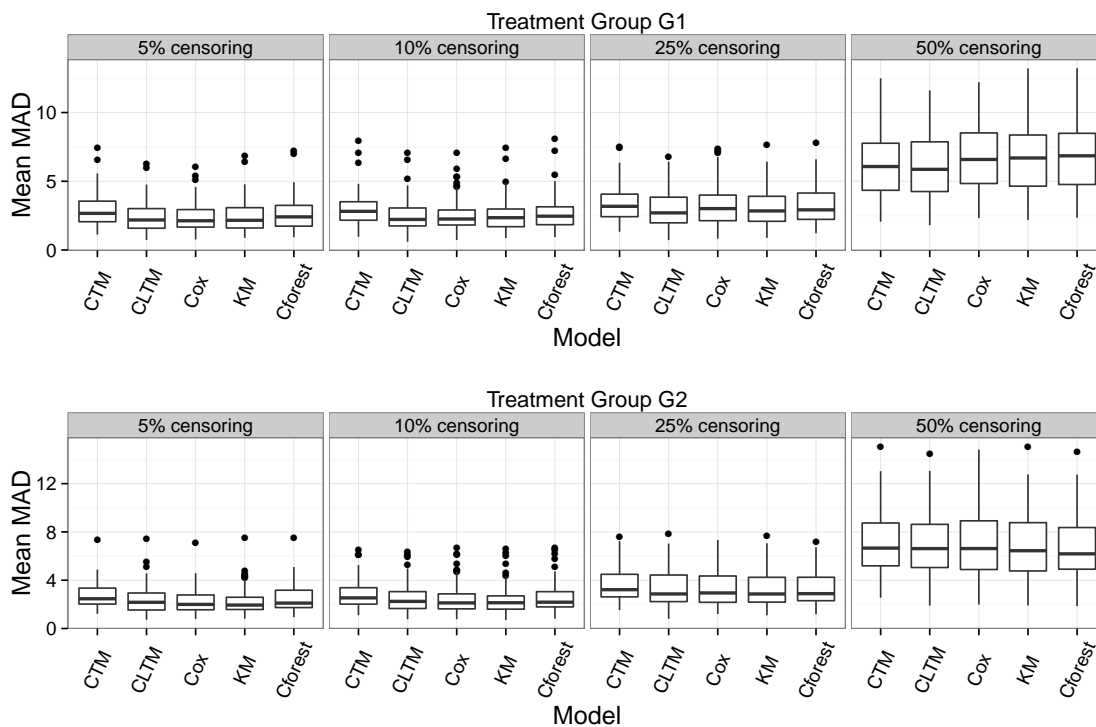 Treatment Group G1
5% censoring 10% censoring 25% censoring 50% censoring
Mean MAD
10
5
0
CTM CLTM Cox KM Cforest CTM CLTM Cox KM Cforest CTM CLTM Cox KM Cforest CTM CLTM Cox KM Cforest
Model
Treatment Group G2
5% censoring 10% censoring 25% censoring 50% censoring
Mean MAD
12
8
4
0
CTM CLTM Cox KM Cforest CTM CLTM Cox KM Cforest CTM CLTM Cox KM Cforest CTM CLTM Cox KM Cforest
Model